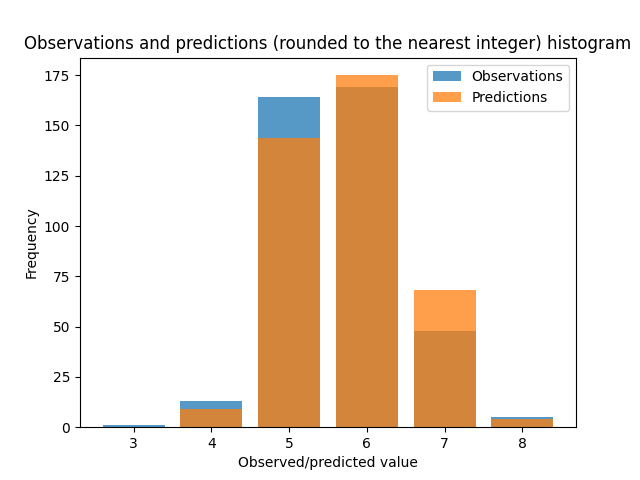 Observations and predictions (rounded to the nearest integer) histogram
Observations
Predictions
175
150
125
100
75
50
25
0
Frequency
3 4 5 6 7 8
Observed/predicted value